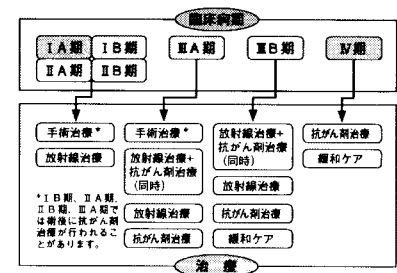 臨床病期
ⅠA期 ⅠB期 ⅢA期 ⅢB期 Ⅳ期
ⅡA期 ⅡB期
手術治療*
放射線治療
*ⅠB期、ⅡA期、
ⅡB期、ⅢA期で
は術後に抗がん剤
治療が行われるこ
とがあります。
手術治療*
放射線治療+
抗がん剤治療
(同時)
放射線治療
抗がん剤治療
放射線治療+
抗がん剤治療
(同時)
放射線治療
抗がん剤治療
緩和ケア
抗がん剤治療
緩和ケア
治療